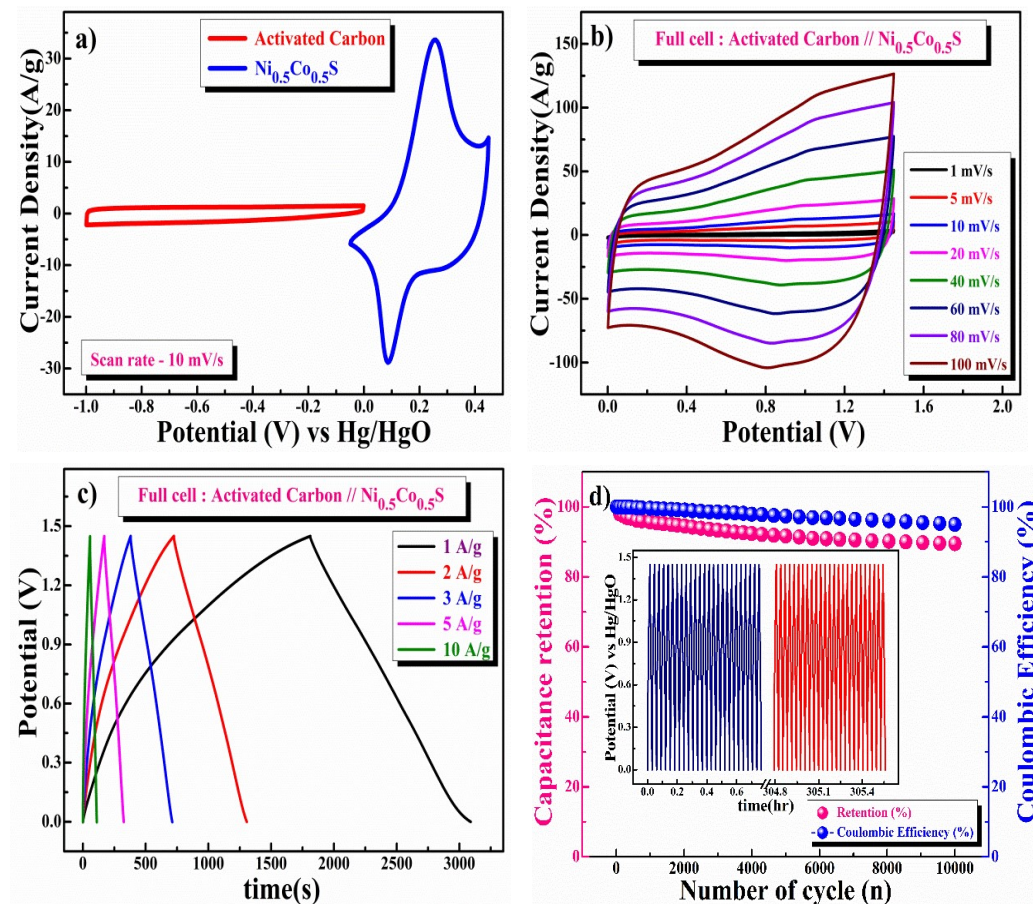 a)
Activated Carbon
Ni0.5Co0.5S
Current Density(A/g)
30
20
10
0
-10
-20
-30
Scan rate - 10 mV/s
-1.0
-0.8
-0.6
-0.4
-0.2
0.0
0.2
0.4
Potential (V) vs Hg/HgO
b)
Full cell : Activated Carbon // Ni0.5Co0.5S
Current Density(A/g)
150
100
50
0
-50
-100
1 mV/s
5 mV/s
10 mV/s
20 mV/s
40 mV/s
60 mV/s
80 mV/s
100 mV/s
0.0
0.4
0.8
1.2
1.6
2.0
Potential (V)
c)
Full cell : Activated Carbon // Ni0.5Co0.5S
Potential (V)
1.8
1.5
1.2
0.9
0.6
0.3
0.0
1 A/g
2 A/g
3 A/g
5 A/g
10 A/g
0
500
1000
1500
2000
2500
3000
time(s)
d)
Capacitance retention (%)
100
80
60
40
20
0
Potential (V) vs Hg/HgO
1.5
1.2
0.9
0.6
0.3
0.0
0.0
0.2
0.4
0.6
304.8
305.1
305.4
time(hr)
Retention (%)
Coulombic Efficiency (%)
100
80
60
40
20
0
Coulombic Efficiency (%)
0
2000
4000
6000
8000
10000
Number of cycle (n)